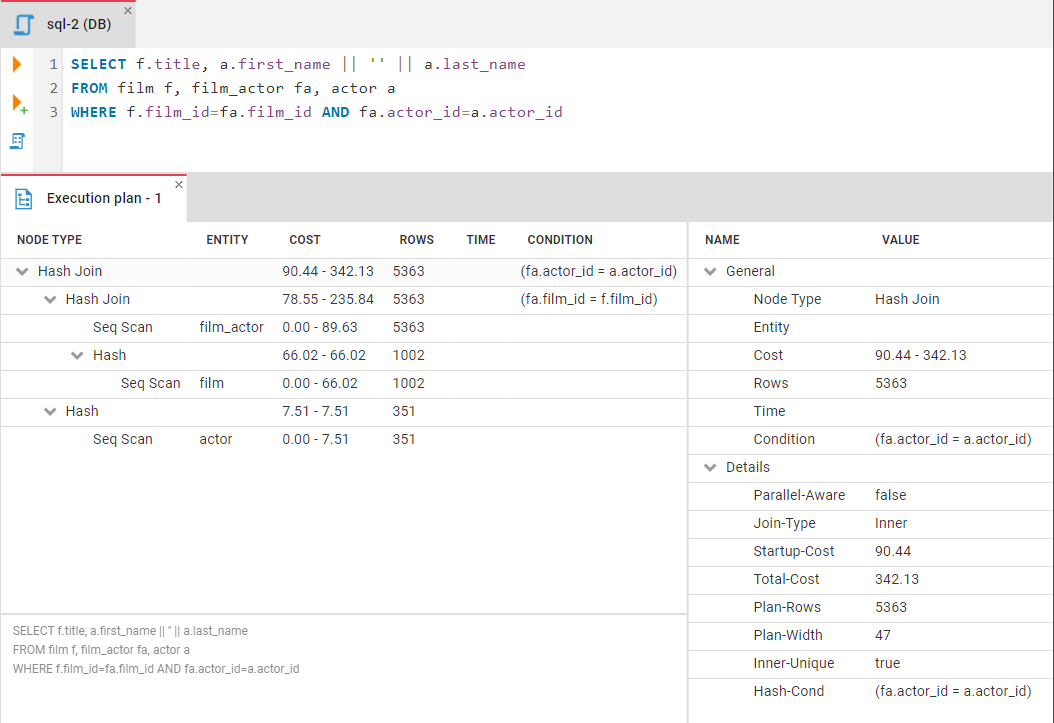 sql-2 (DB)
1 SELECT f.title, a.first_name || '' || a.last_name
2 FROM film f, film_actor fa, actor a
3 WHERE f.film_id=fa.film_id AND fa.actor_id=a.actor_id
Execution plan - 1
NODE TYPE ENTITY COST ROWS TIME CONDITION
Hash Join 90.44 - 342.13 5363 (fa.actor_id = a.actor_id)
Hash Join 78.55 - 235.84 5363 (fa.film_id = f.film_id)
Seq Scan film_actor 0.00 - 89.63 5363
Hash 66.02 - 66.02 1002
Seq Scan film 0.00 - 66.02 1002
Hash 7.51 - 7.51 351
Seq Scan actor 0.00 - 7.51 351
SELECT f.title, a.first_name || '' || a.last_name
FROM film f, film_actor fa, actor a
WHERE f.film_id=fa.film_id AND fa.actor_id=a.actor_id
NAME VALUE
General
Node Type Hash Join
Entity
Cost 90.44 - 342.13
Rows 5363
Time
Condition (fa.actor_id = a.actor_id)
Details
Parallel-Aware false
Join-Type Inner
Startup-Cost 90.44
Total-Cost 342.13
Plan-Rows 5363
Plan-Width 47
Inner-Unique true
Hash-Cond (fa.actor_id = a.actor_id)